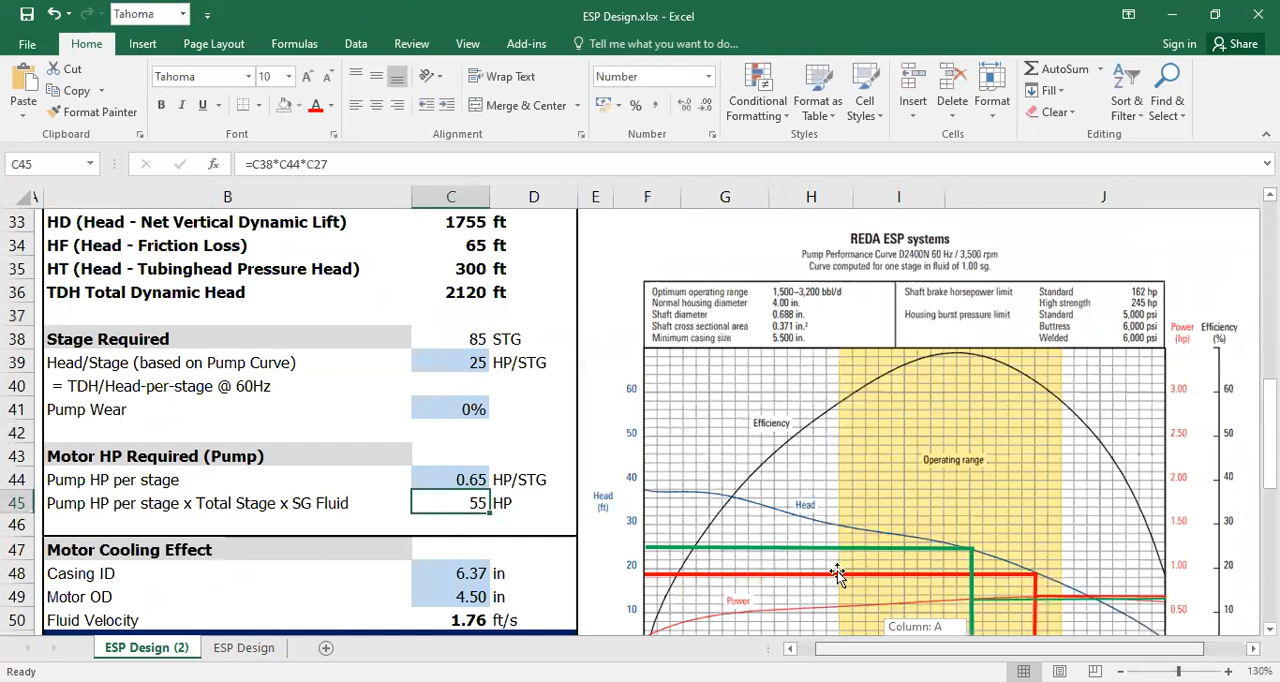 Tahoma
ESP Design.xlsx - Excel
File Home Insert Page Layout Formulas Data Review View Add-ins Tell me what you want to do... Sign in Share
Paste
Cut
Copy
Format Painter
Clipboard
Tahoma 10
B I U
Font
Wrap Text
Merge & Center
Alignment
Number
Number
Conditional Formatting
Format as Table
Cell Styles
Styles
Insert Delete Format
Cells
AutoSum
Fill
Clear
Sort & Filter
Find & Select
Editing
C45 fx =C38*C44*C27
A B C D E F G H I J
33 HD (Head - Net Vertical Dynamic Lift) 1755 ft
34 HF (Head - Friction Loss) 65 ft
35 HT (Head - Tubinghead Pressure Head) 300 ft
36 TDH Total Dynamic Head 2120 ft
37
38 Stage Required 85 STG
39 Head/Stage (based on Pump Curve) 25 HP/STG
40 = TDH/Head-per-stage @ 60Hz
41 Pump Wear 0%
42
43 Motor HP Required (Pump)
44 Pump HP per stage 0.65 HP/STG
45 Pump HP per stage x Total Stage x SG Fluid 55 HP
46
47 Motor Cooling Effect
48 Casing ID 6.37 in
49 Motor OD 4.50 in
50 Fluid Velocity 1.76 ft/s
REDA ESP systems
Pump Performance Curve D2400N 60 Hz / 3,500 rpm
Curve computed for one stage in fluid of 1.00 sg.
Optimum operating range 1,500–3,200 bbl/d Shaft brake horsepower limit Standard 162 hp
Normal housing diameter 4.00 in. High strength 245 hp
Shaft diameter 0.688 in. Housing burst pressure limit Standard 5,000 psi
Shaft cross sectional area 0.371 in.² Buttress 6,000 psi
Minimum casing size 5.500 in. Welded 6,000 psi
Power (hp)
Efficiency (%)
60 3.00 60
50 2.50 50
40 2.00 40
30 1.50 30
20 1.00 20
10 0.50 10
Head (ft)
Efficiency
Operating range
Head
Power
Column: A
ESP Design (2) ESP Design
Ready
130%